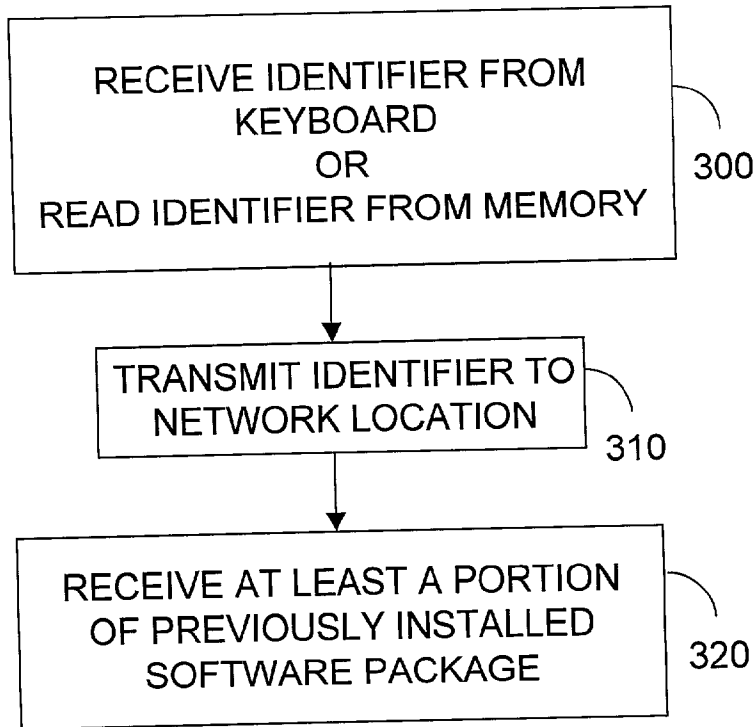 RECEIVE IDENTIFIER FROM
KEYBOARD
OR
READ IDENTIFIER FROM MEMORY
300
TRANSMIT IDENTIFIER TO
NETWORK LOCATION
310
RECEIVE AT LEAST A PORTION
OF PREVIOUSLY INSTALLED
SOFTWARE PACKAGE
320